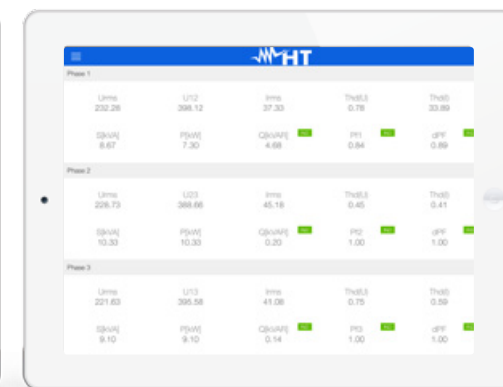 HT
Phase 1
Urms U12 Irms Thd(U) Thd(I)
232.28 398.12 37.33 0.78 33.89
S[kVA] P[kW] Q[kVAR] Pf1 dPF
8.67 7.30 4.68 0.84 0.89
Phase 2
Urms U23 Irms Thd(U) Thd(I)
228.73 388.66 45.18 0.45 0.41
S[kVA] P[kW] Q[kVAR] Pf2 dPF
10.33 10.33 0.20 1.00 1.00
Phase 3
Urms U13 Irms Thd(U) Thd(I)
221.63 395.58 41.08 0.75 0.59
S[kVA] P[kW] Q[kVAR] Pf3 dPF
9.10 9.10 0.14 1.00 1.00